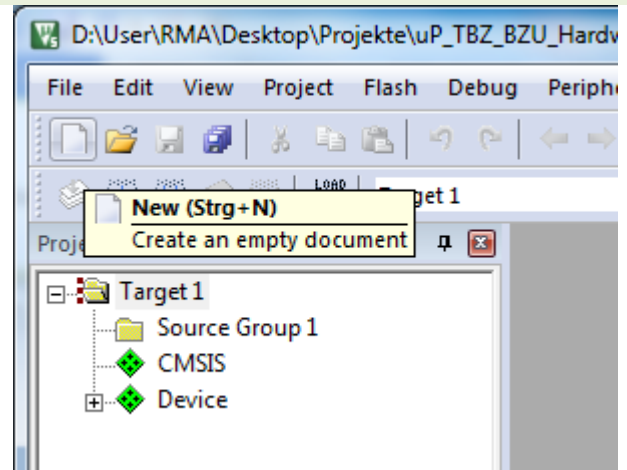 D:\User\RMA\Desktop\Projekte\uP_TBZ_BZU_Hardw
File Edit View Project Flash Debug Periphe
LOAD
get 1
New (Strg+N)
Proje
Create an empty document
Target 1
Source Group 1
CMSIS
Device